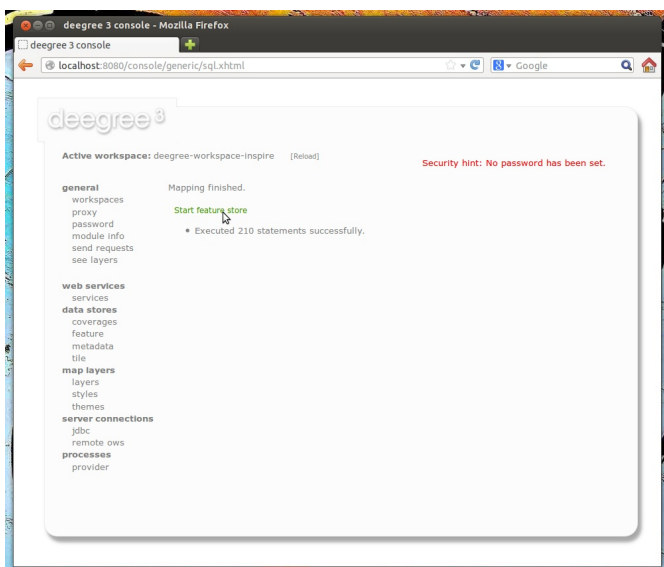 deegree 3 console - Mozilla Firefox
deegree 3 console
localhost:8080/console/generic/sql.xhtml
Google
deegree 3
Active workspace: deegree-workspace-inspire [Reload]
Security hint: No password has been set.
general
workspaces
proxy
password
module info
send requests
see layers
web services
services
data stores
coverages
feature
metadata
tile
map layers
layers
styles
themes
server connections
jdbc
remote ows
processes
provider
Mapping finished.
Start feature store
• Executed 210 statements successfully.